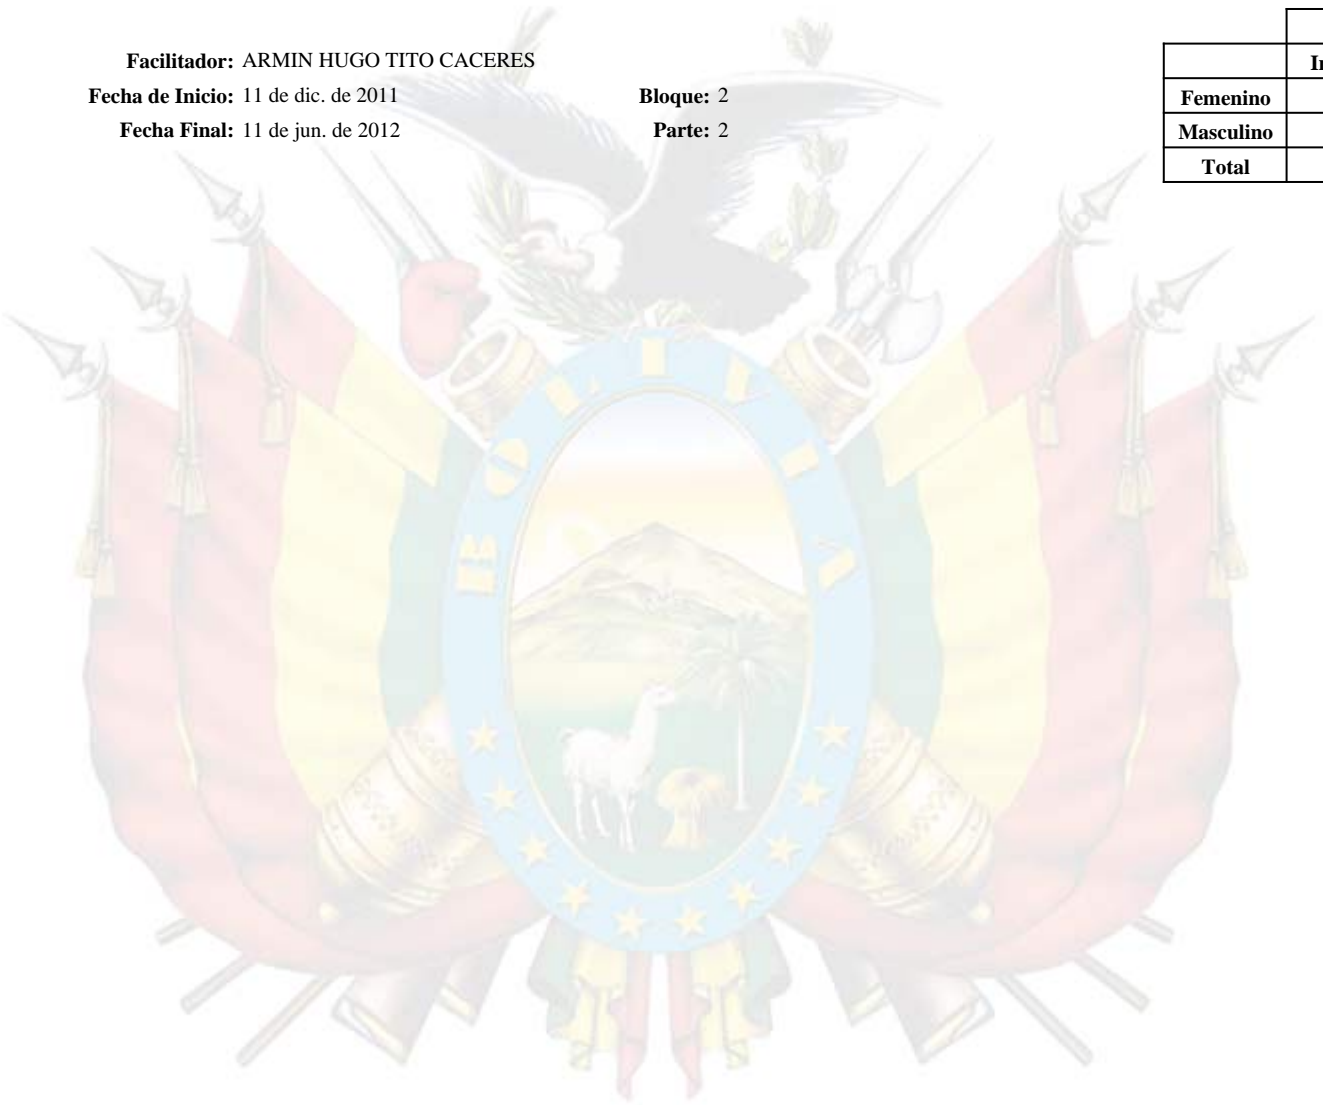 Facilitador: ARMIN HUGO TITO CACERES
Fecha de Inicio: 11 de dic. de 2011 Bloque: 2
Fecha Final: 11 de jun. de 2012 Parte: 2
Femenino
Masculino
Total
BOLIVIA